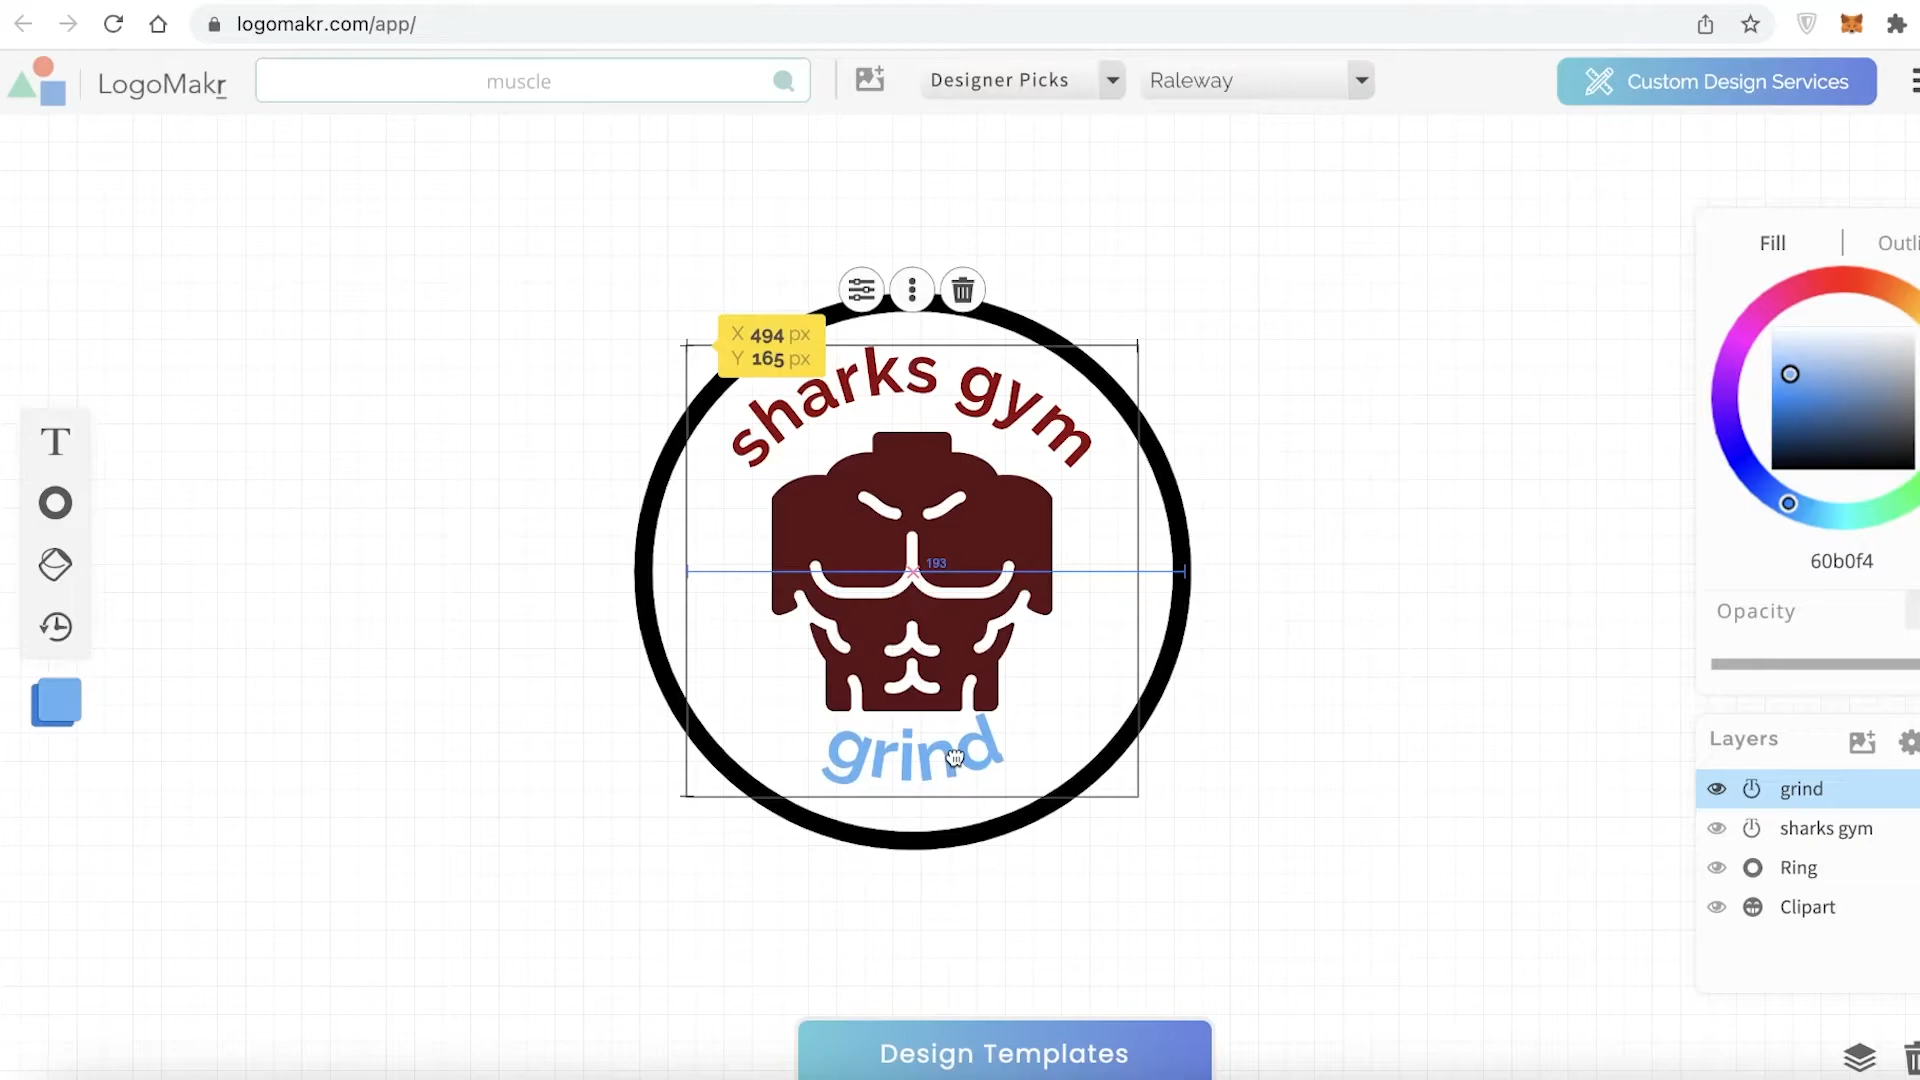 logomakr.com/app/
LogoMakr
muscle
Designer Picks
Raleway
Custom Design Services
X 494 px
Y 165 px
sharks gym
193
grind
T
Fill
Outli
60b0f4
Opacity
Layers
grind
sharks gym
Ring
Clipart
Design Templates